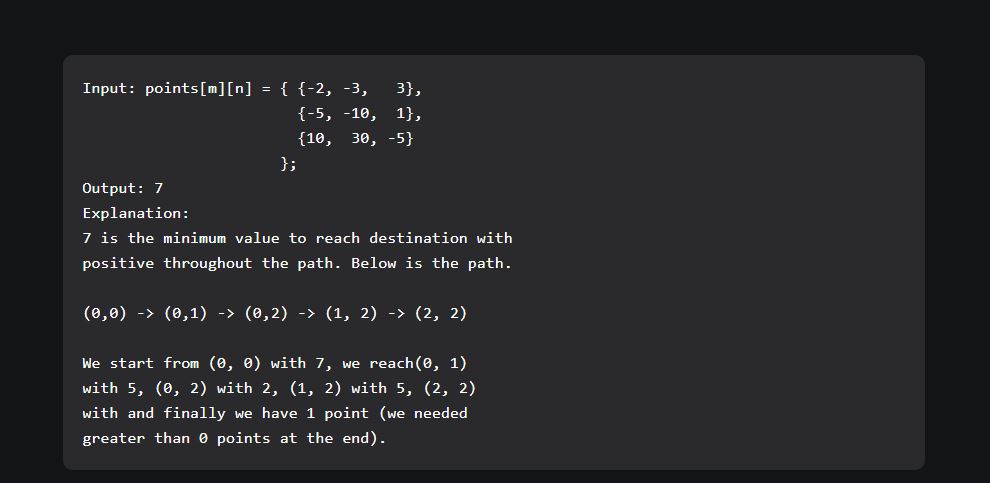 Input: points[m][n] = { {-2, -3,   3},
                        {-5, -10,  1},
                        {10,  30, -5}
                      };
Output: 7
Explanation:
7 is the minimum value to reach destination with
positive throughout the path. Below is the path.

(0,0) -> (0,1) -> (0,2) -> (1, 2) -> (2, 2)

We start from (0, 0) with 7, we reach(0, 1)
with 5, (0, 2) with 2, (1, 2) with 5, (2, 2)
with and finally we have 1 point (we needed
greater than 0 points at the end).